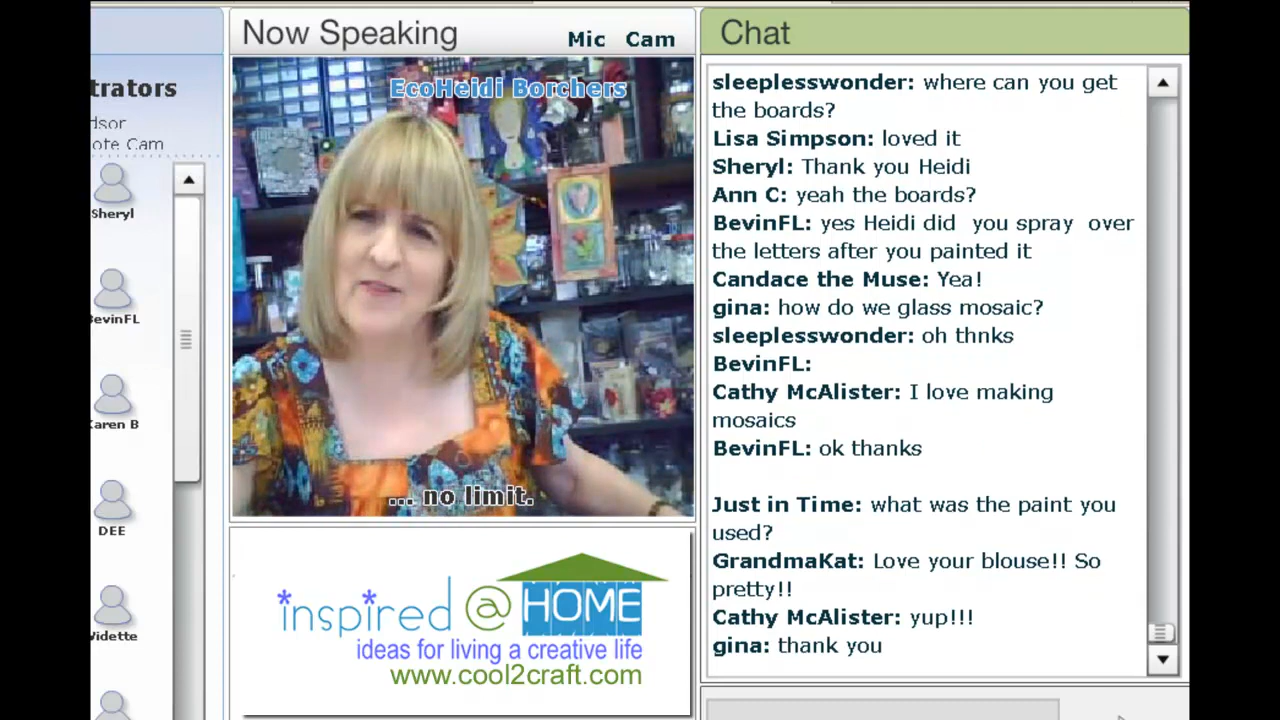 trators
dsor
ote Cam
Sheryl
BevinFL
Karen B
DEE
Vidette
Now Speaking
Mic Cam
EcoHeidi Borchers
... no limit.
*inspired @ HOME
ideas for living a creative life
www.cool2craft.com
Chat
sleeplesswonder: where can you get
the boards?
Lisa Simpson: loved it
Sheryl: Thank you Heidi
Ann C: yeah the boards?
BevinFL: yes Heidi did you spray over
the letters after you painted it
Candace the Muse: Yea!
gina: how do we glass mosaic?
sleeplesswonder: oh thnks
BevinFL:
Cathy McAlister: I love making
mosaics
BevinFL: ok thanks
Just in Time: what was the paint you
used?
GrandmaKat: Love your blouse!! So
pretty!!
Cathy McAlister: yup!!!
gina: thank you